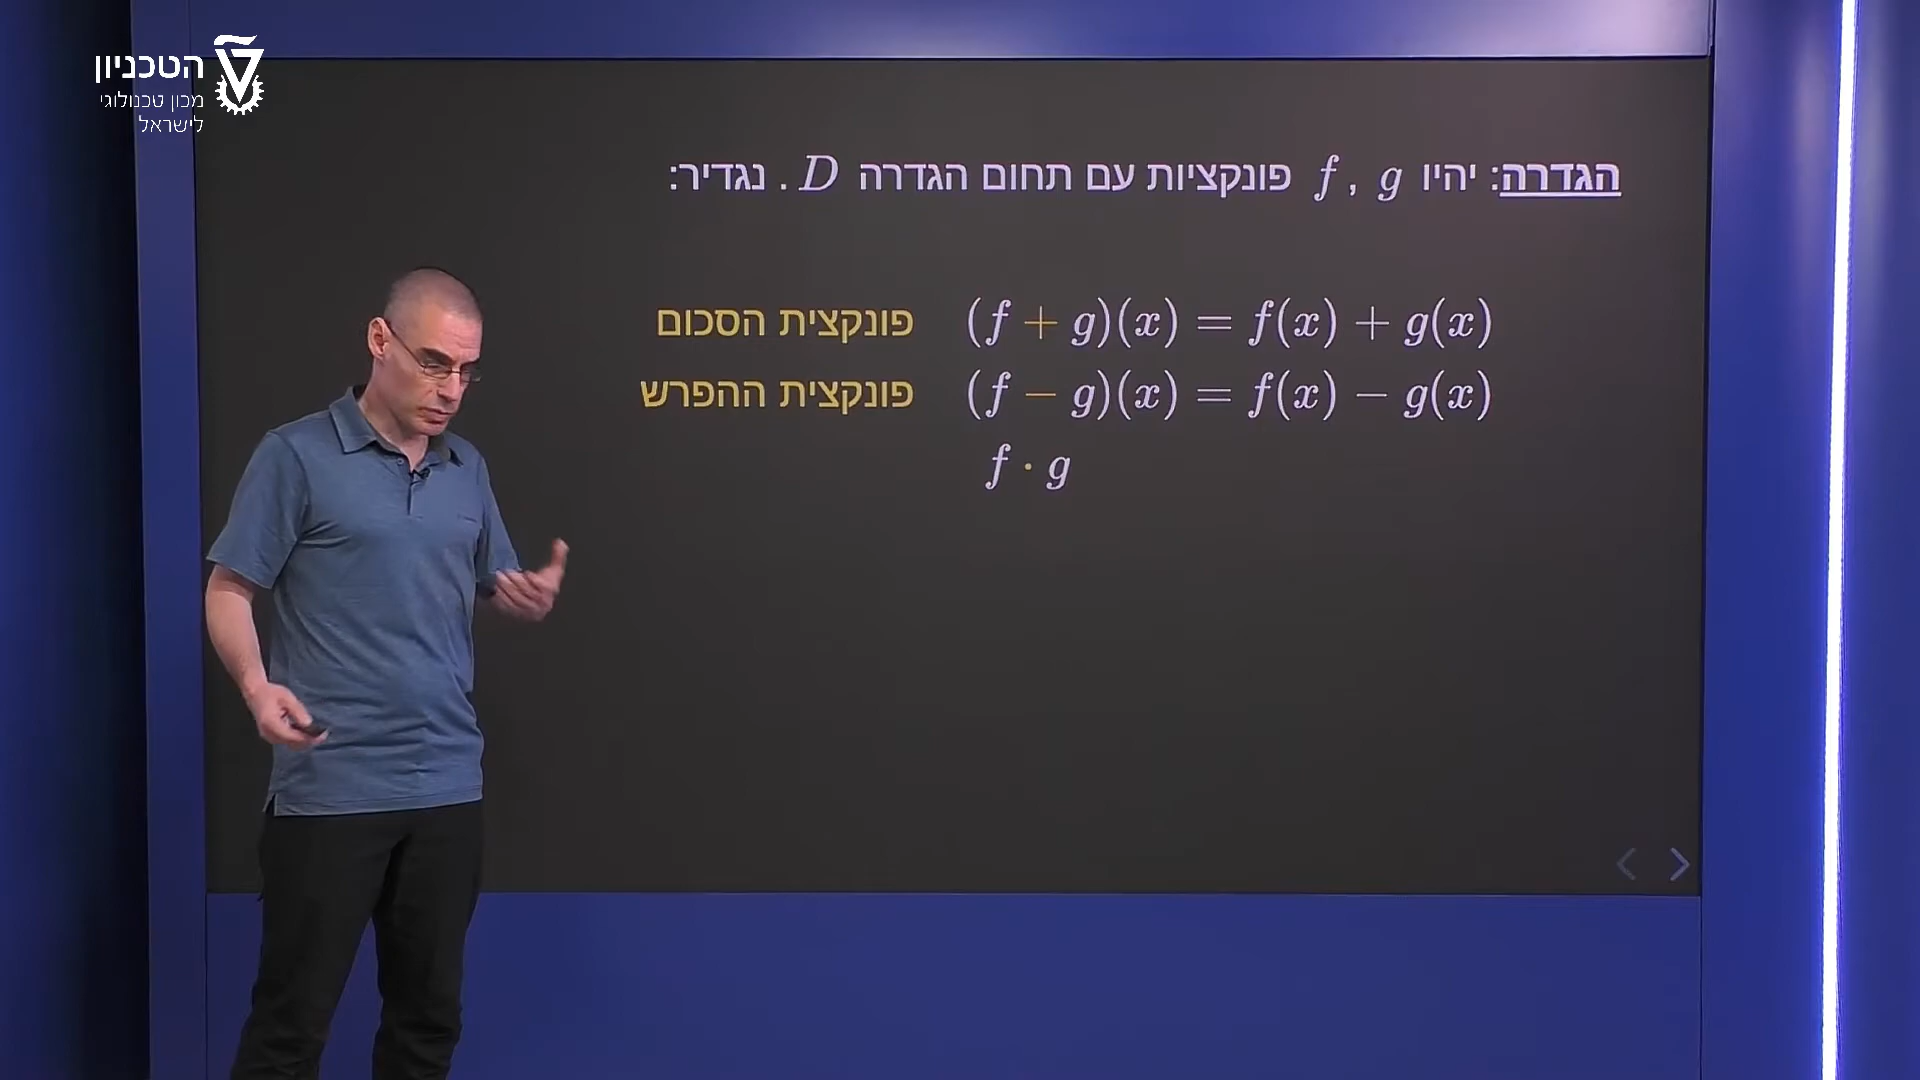 הטכניון
מכון טכנולוגי
לישראל
הגדרה: יהיו f , g פונקציות עם תחום הגדרה D . נגדיר:
(f + g)(x) = f(x) + g(x) פונקצית הסכום
(f − g)(x) = f(x) − g(x) פונקצית ההפרש
f · g